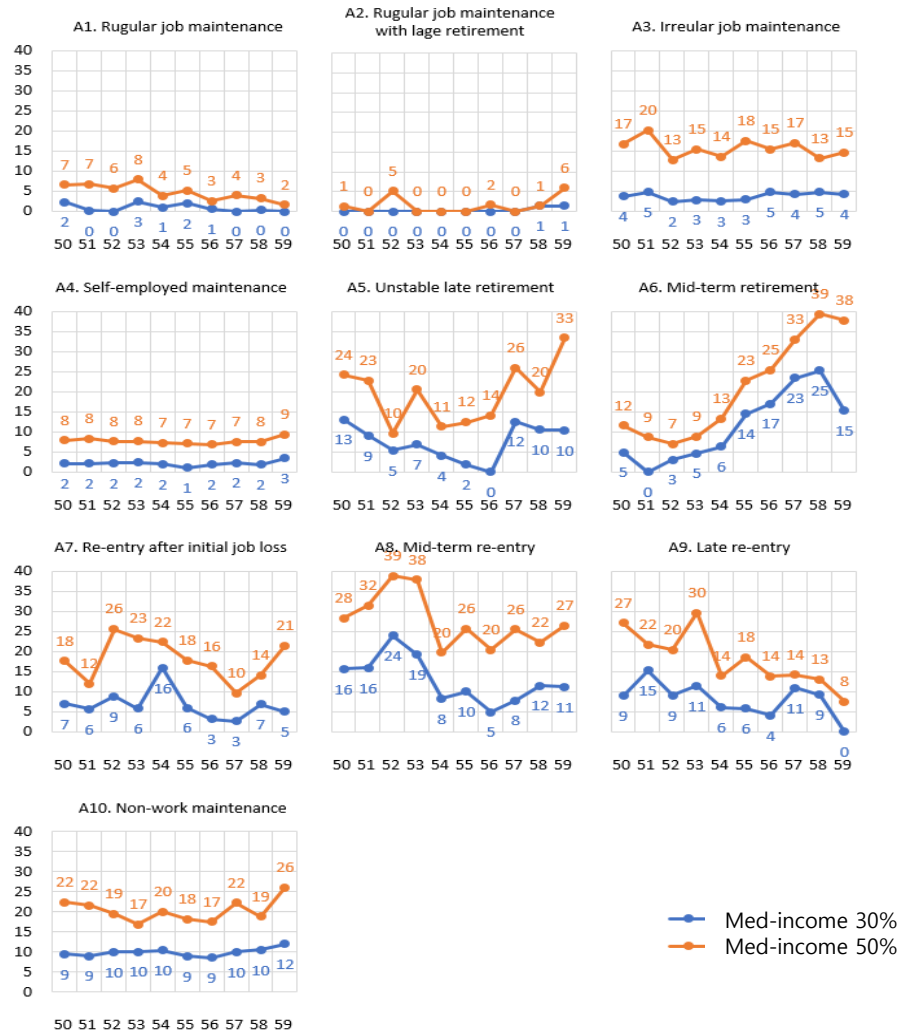 A1. Rugular job maintenance
40
35
30
25
20
15
10
5
0
7 7 6 8 4 5 3 4 3 2
2 0 0 3 1 2 1 0 0 0
50 51 52 53 54 55 56 57 58 59
A2. Rugular job maintenance
with lage retirement
1 0 5 0 0 0 2 0 1 6
0 0 0 0 0 0 0 0 1 1
50 51 52 53 54 55 56 57 58 59
A3. Irreular job maintenance
17 20 13 15 14 18 15 17 13 15
4 5 2 3 3 3 5 4 5 4
50 51 52 53 54 55 56 57 58 59
A4. Self-employed maintenance
40
35
30
25
20
15
10
5
0
8 8 8 8 7 7 7 7 8 9
2 2 2 2 2 1 2 2 2 3
50 51 52 53 54 55 56 57 58 59
A5. Unstable late retirement
24 23 10 20 11 12 14 26 20 33
13 9 5 7 4 2 0 12 10 10
50 51 52 53 54 55 56 57 58 59
A6. Mid-term retirement
12 9 7 9 13 23 25 33 39 38
5 0 3 5 6 14 17 23 25 15
50 51 52 53 54 55 56 57 58 59
A7. Re-entry after initial job loss
40
35
30
25
20
15
10
5
0
18 12 26 23 22 18 16 10 14 21
7 6 9 6 16 6 3 3 7 5
50 51 52 53 54 55 56 57 58 59
A8. Mid-term re-entry
28 32 39 38 20 26 20 26 22 27
16 16 24 19 8 10 5 8 12 11
50 51 52 53 54 55 56 57 58 59
A9. Late re-entry
27 22 20 30 14 18 14 14 13 8
9 15 9 11 6 6 4 11 9 0
50 51 52 53 54 55 56 57 58 59
A10. Non-work maintenance
40
35
30
25
20
15
10
5
0
22 22 19 17 20 18 17 22 19 26
9 9 10 10 10 9 9 10 10 12
50 51 52 53 54 55 56 57 58 59
Med-income 30%
Med-income 50%